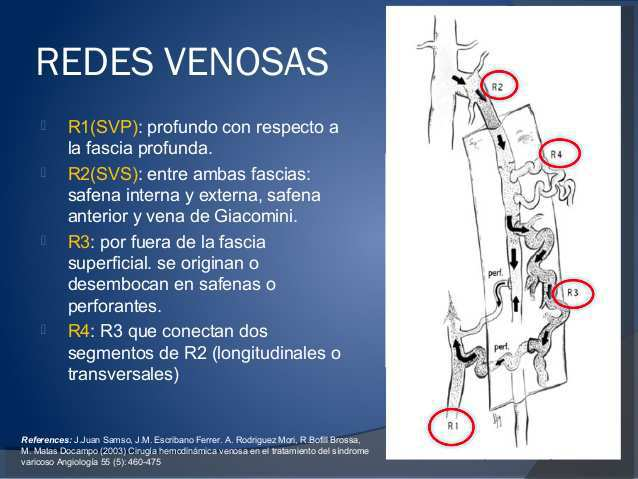 REDES VENOSAS
R1(SVP): profundo con respecto a
la fascia profunda.
R2(SVS): entre ambas fascias:
safena interna y externa, safena
anterior y vena de Giacomini.
R3: por fuera de la fascia
superficial. se originan o
desembocan en safenas o
perforantes.
R4: R3 que conectan dos
segmentos de R2 (longitudinales o
transversales)
References: J.Juan Samso, J.M. Escribano Ferrer. A. Rodriguez Mori, R.Bofill Brossa,
M. Matas Docampo (2003) Cirugía hemodinámica venosa en el tratamiento del síndrome
varicoso Angiología 55 (5): 460-475
R2
R4
perf.
R3
perf.
R1